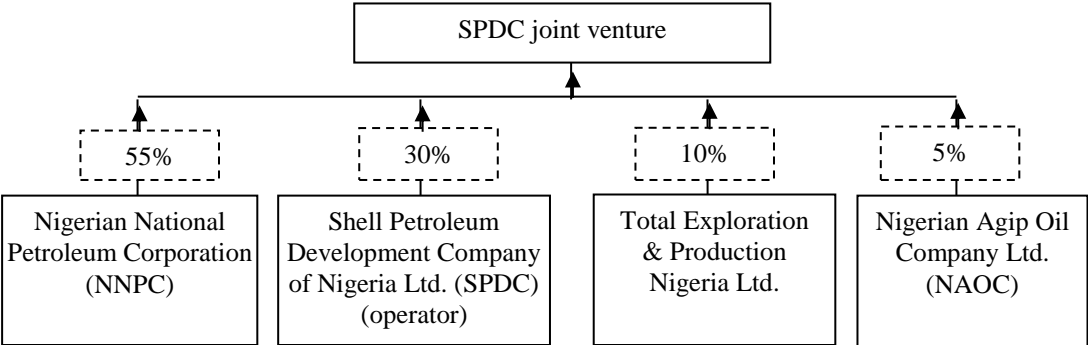 SPDC joint venture
55%
30%
10%
5%
Nigerian National
Petroleum Corporation
(NNPC)
Shell Petroleum
Development Company
of Nigeria Ltd. (SPDC)
(operator)
Total Exploration
& Production
Nigeria Ltd.
Nigerian Agip Oil
Company Ltd.
(NAOC)